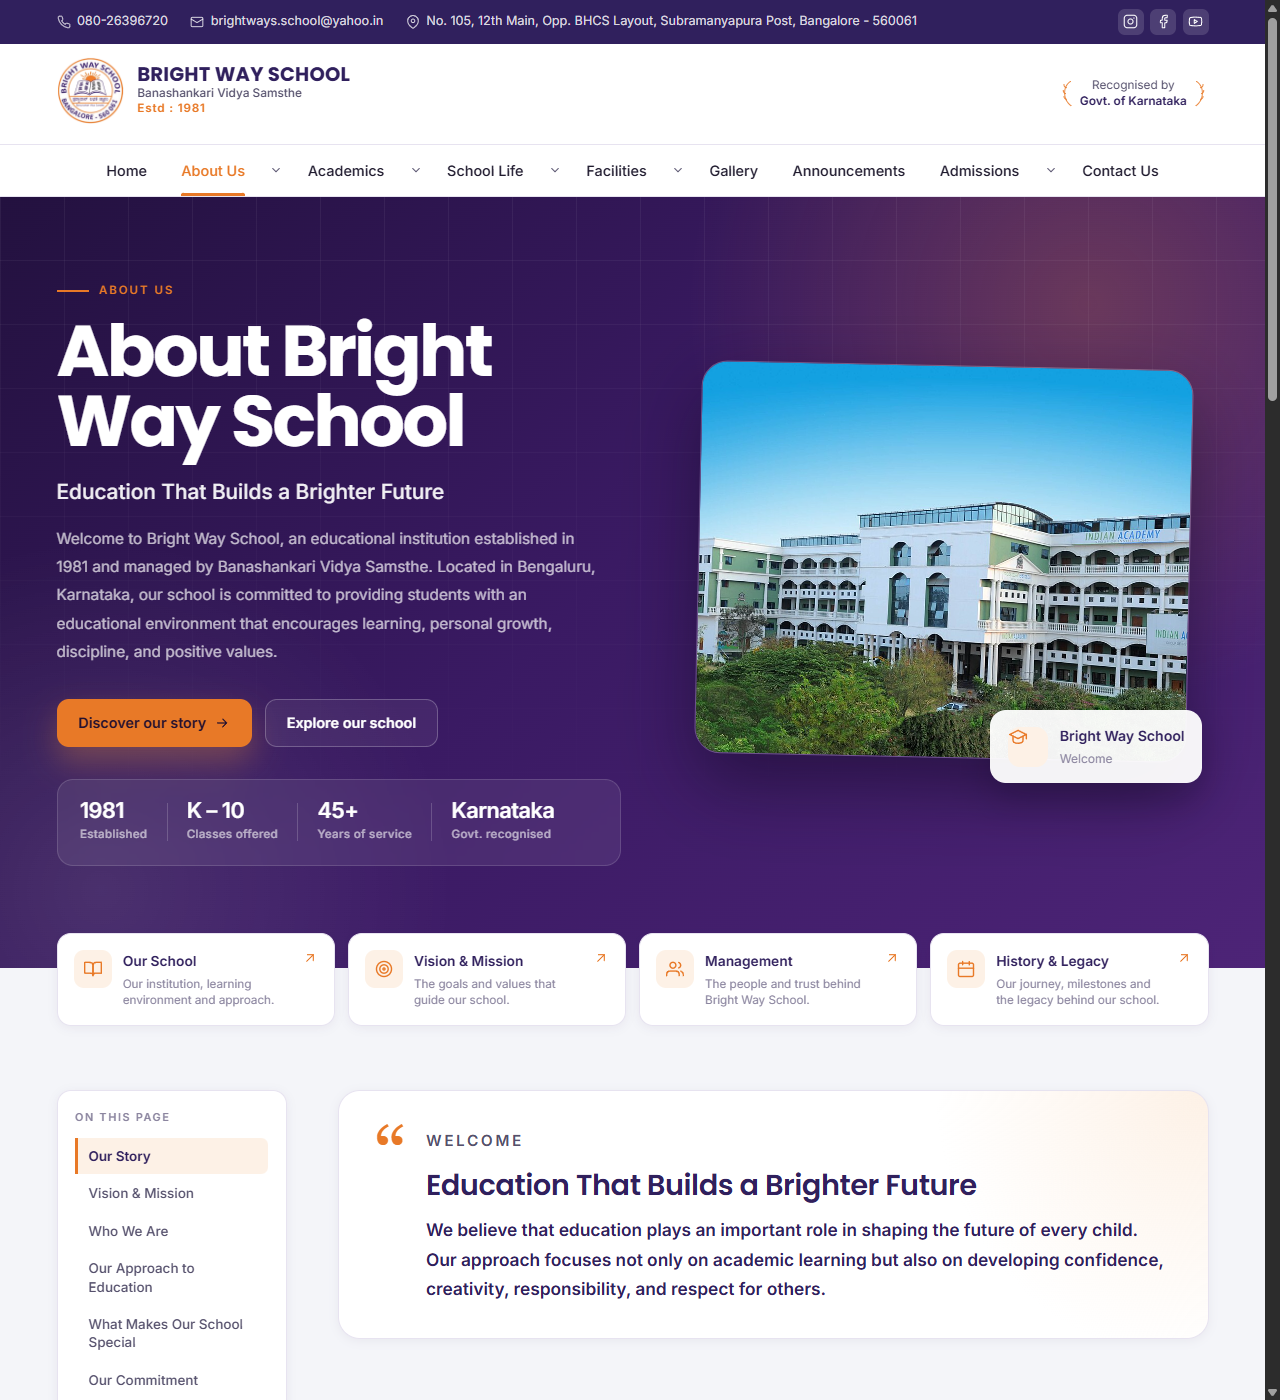 080-26396720
brightways.school@yahoo.in
No. 105, 12th Main, Opp. BHCS Layout, Subramanyapura Post, Bangalore - 560061
BRIGHT WAY SCHOOL
BANGALORE - 560 061
BRIGHT WAY SCHOOL
Banashankari Vidya Samsthe
Estd : 1981
Recognised by
Govt. of Karnataka
Home
About Us
Academics
School Life
Facilities
Gallery
Announcements
Admissions
Contact Us
ABOUT US
About Bright
Way School
Education That Builds a Brighter Future
Welcome to Bright Way School, an educational institution established in
1981 and managed by Banashankari Vidya Samsthe. Located in Bengaluru,
Karnataka, our school is committed to providing students with an
educational environment that encourages learning, personal growth,
discipline, and positive values.
Discover our story
Explore our school
1981
Established
K – 10
Classes offered
45+
Years of service
Karnataka
Govt. recognised
INDIAN ACADEMY
INDIAN AC
Bright Way School
Welcome
Our School
Our institution, learning
environment and approach.
Vision & Mission
The goals and values that
guide our school.
Management
The people and trust behind
Bright Way School.
History & Legacy
Our journey, milestones and
the legacy behind our school.
ON THIS PAGE
Our Story
Vision & Mission
Who We Are
Our Approach to
Education
What Makes Our School
Special
Our Commitment
“
WELCOME
Education That Builds a Brighter Future
We believe that education plays an important role in shaping the future of every child.
Our approach focuses not only on academic learning but also on developing confidence,
creativity, responsibility, and respect for others.